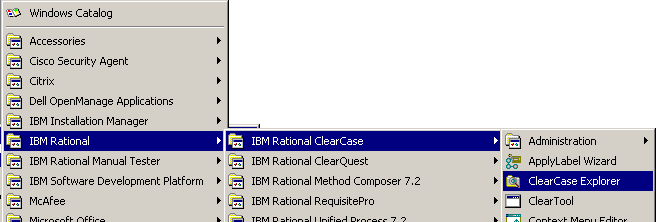 Windows Catalog
Accessories
Cisco Security Agent
Citrix
Dell OpenManage Applications
IBM Installation Manager
IBM Rational
IBM Rational Manual Tester
IBM Software Development Platform
McAfee
Microsoft Office
IBM Rational ClearCase
IBM Rational ClearQuest
IBM Rational Method Composer 7.2
IBM Rational RequisitePro
IBM Rational Unified Process 7.2
Administration
ApplyLabel Wizard
ClearCase Explorer
ClearTool
Context Menu Editor